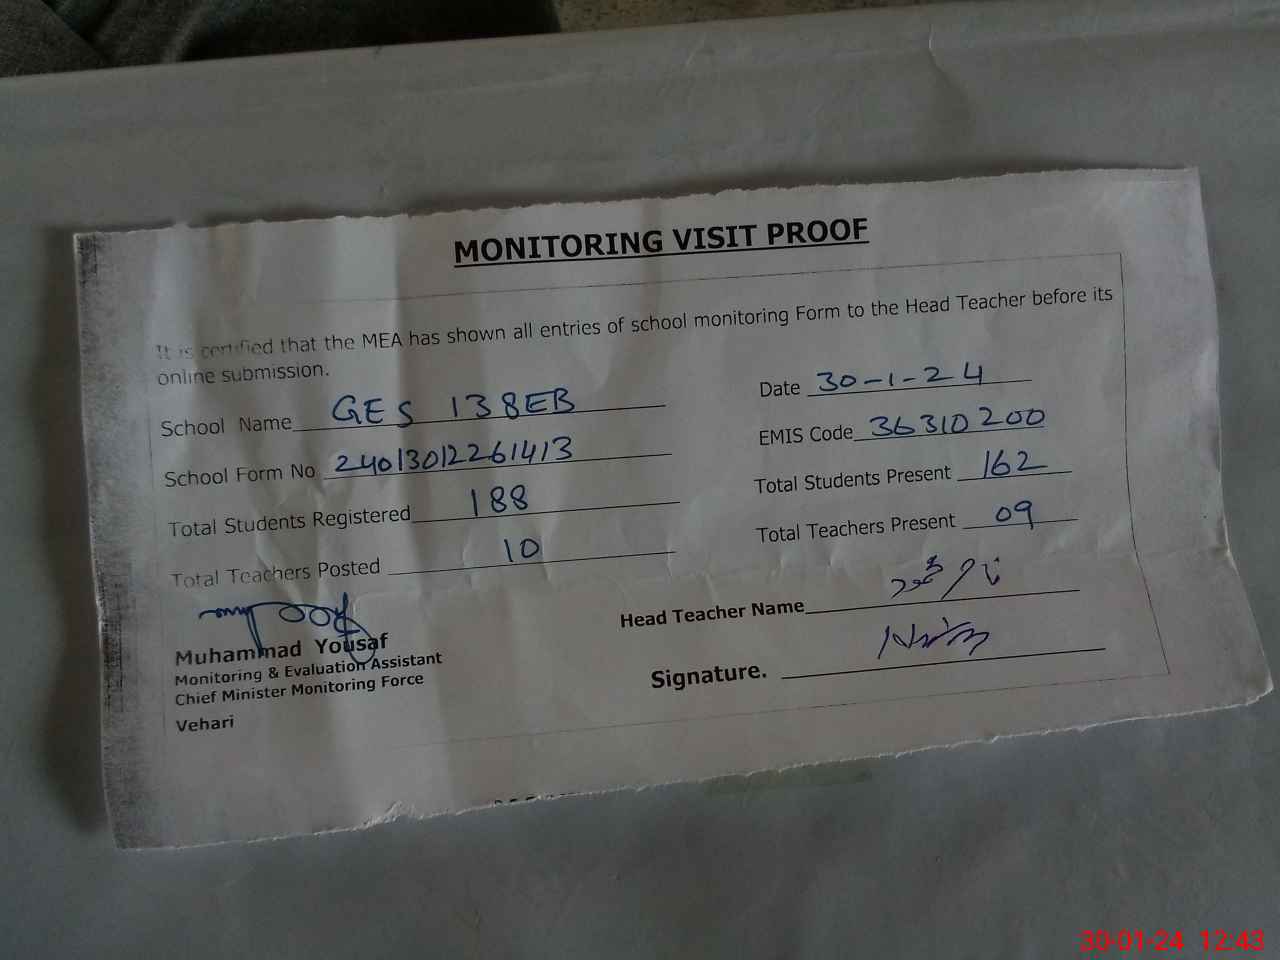 MONITORING VISIT PROOF
It is certified that the MEA has shown all entries of school monitoring Form to the Head Teacher before its
online submission.
School Name GES 138EB
Date 30-1-24
School Form No 24013012261413
EMIS Code 36310200
Total Students Registered 188
Total Students Present 162
Total Teachers Posted 10
Total Teachers Present 09
Head Teacher Name
Muhammad Yousaf
Monitoring & Evaluation Assistant
Chief Minister Monitoring Force
Vehari
Signature.
30-01-24 12:43